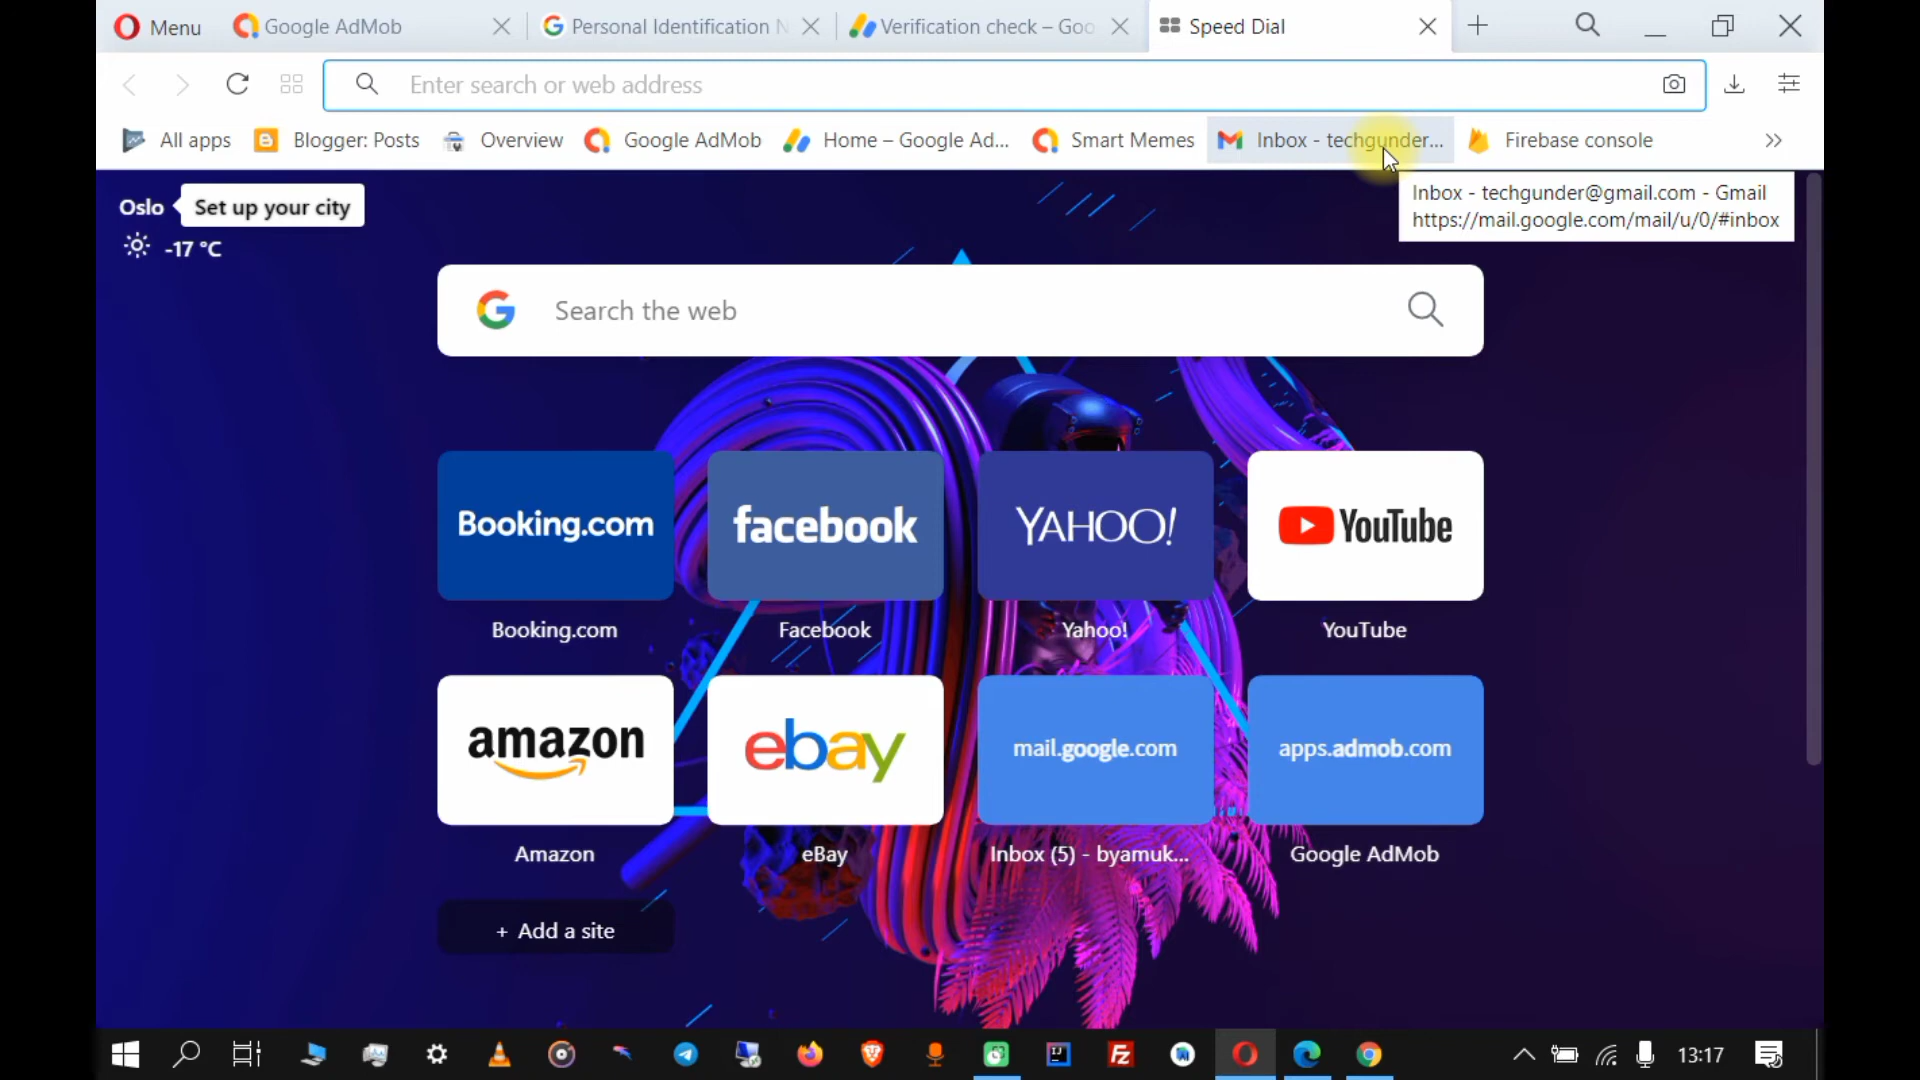 Menu
Google AdMob
Personal Identification N
Verification check – Goo
Speed Dial
Enter search or web address
All apps
Blogger: Posts
Overview
Google AdMob
Home – Google Ad...
Smart Memes
Inbox - techgunder...
Firebase console
Oslo
Set up your city
-17 °C
Inbox - techgunder@gmail.com - Gmail
https://mail.google.com/mail/u/0/#inbox
Search the web
Booking.com
facebook
YAHOO!
YouTube
Booking.com
Facebook
Yahoo!
YouTube
amazon
ebay
mail.google.com
apps.admob.com
Amazon
eBay
Inbox (5) - byamuk...
Google AdMob
+ Add a site
13:17